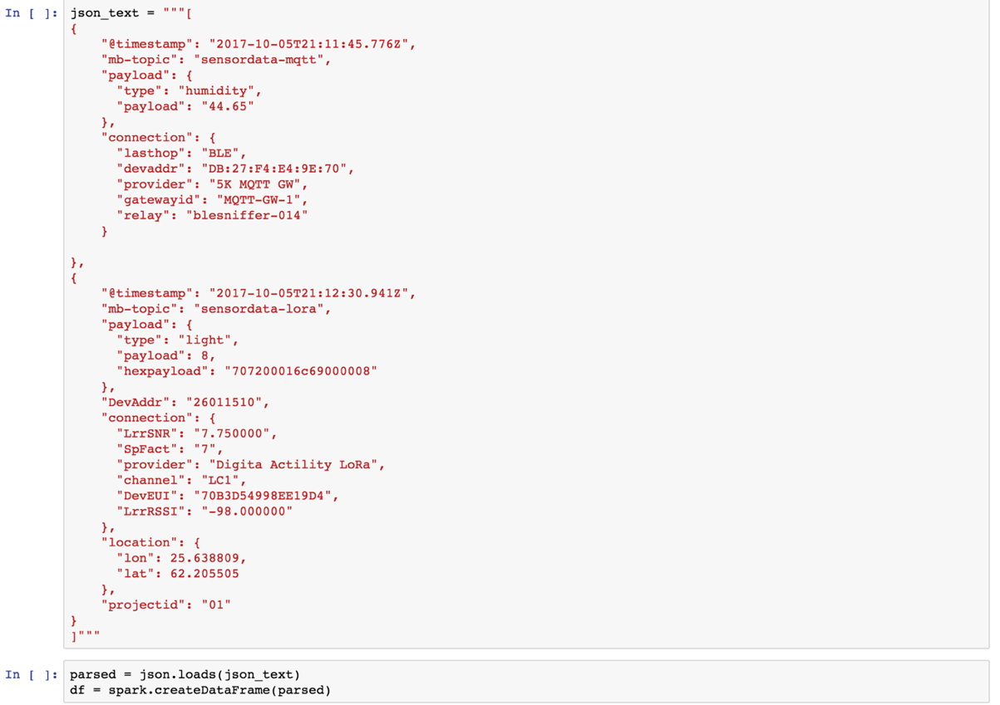 In [ ]: json_text = """[
{
    "@timestamp": "2017-10-05T21:11:45.776Z",
    "mb-topic": "sensordata-mqtt",
    "payload": {
      "type": "humidity",
      "payload": "44.65"
    },
    "connection": {
      "lasthop": "BLE",
      "devaddr": "DB:27:F4:E4:9E:70",
      "provider": "5K MQTT GW",
      "gatewayid": "MQTT-GW-1",
      "relay": "blesniffer-014"
    }
},
{
    "@timestamp": "2017-10-05T21:12:30.941Z",
    "mb-topic": "sensordata-lora",
    "payload": {
      "type": "light",
      "payload": 8,
      "hexpayload": "707200016c69000008"
    },
    "DevAddr": "26011510",
    "connection": {
      "LrrSNR": "7.750000",
      "SpFact": "7",
      "provider": "Digita Actility LoRa",
      "channel": "LC1",
      "DevEUI": "70B3D54998EE19D4",
      "LrrRSSI": "-98.000000"
    },
    "location": {
      "lon": 25.638809,
      "lat": 62.205505
    },
    "projectid": "01"
}
]"""
In [ ]: parsed = json.loads(json_text)
df = spark.createDataFrame(parsed)